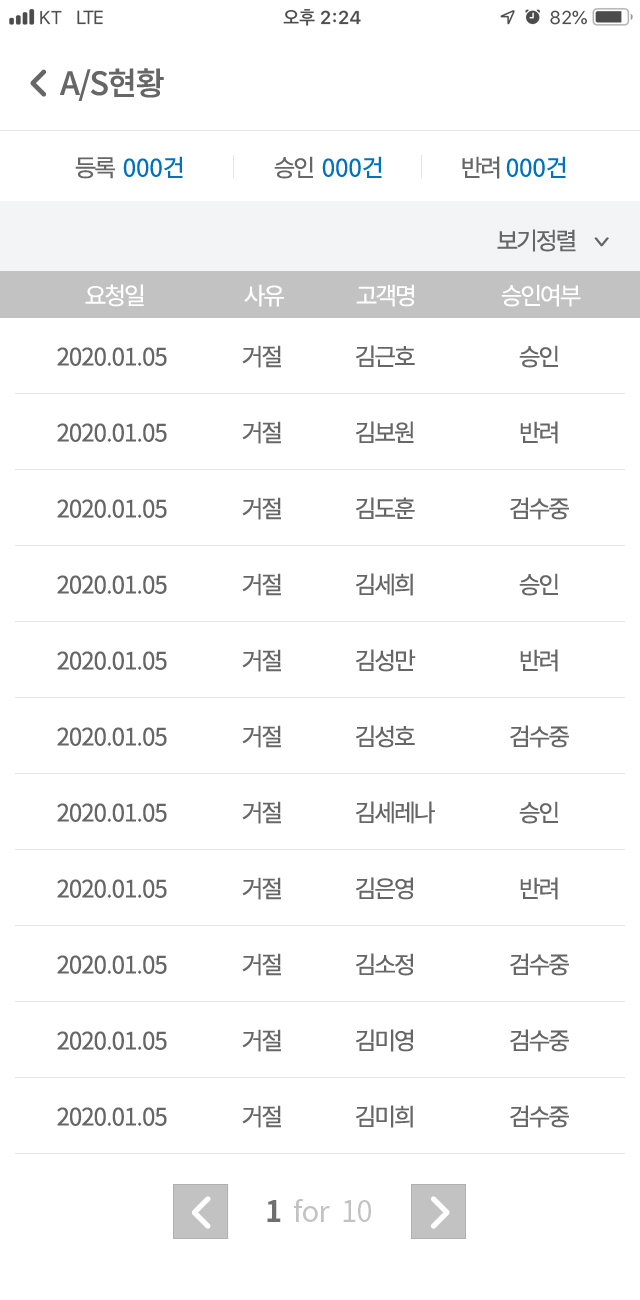 KT LTE 오후 2:24 82%
A/S현황
등록 000건 승인 000건 반려 000건
보기정렬
요청일 사유 고객명 승인여부
2020.01.05 거절 김근호 승인
2020.01.05 거절 김보원 반려
2020.01.05 거절 김도훈 검수중
2020.01.05 거절 김세희 승인
2020.01.05 거절 김성만 반려
2020.01.05 거절 김성호 검수중
2020.01.05 거절 김세레나 승인
2020.01.05 거절 김은영 반려
2020.01.05 거절 김소정 검수중
2020.01.05 거절 김미영 검수중
2020.01.05 거절 김미희 검수중
1 for 10